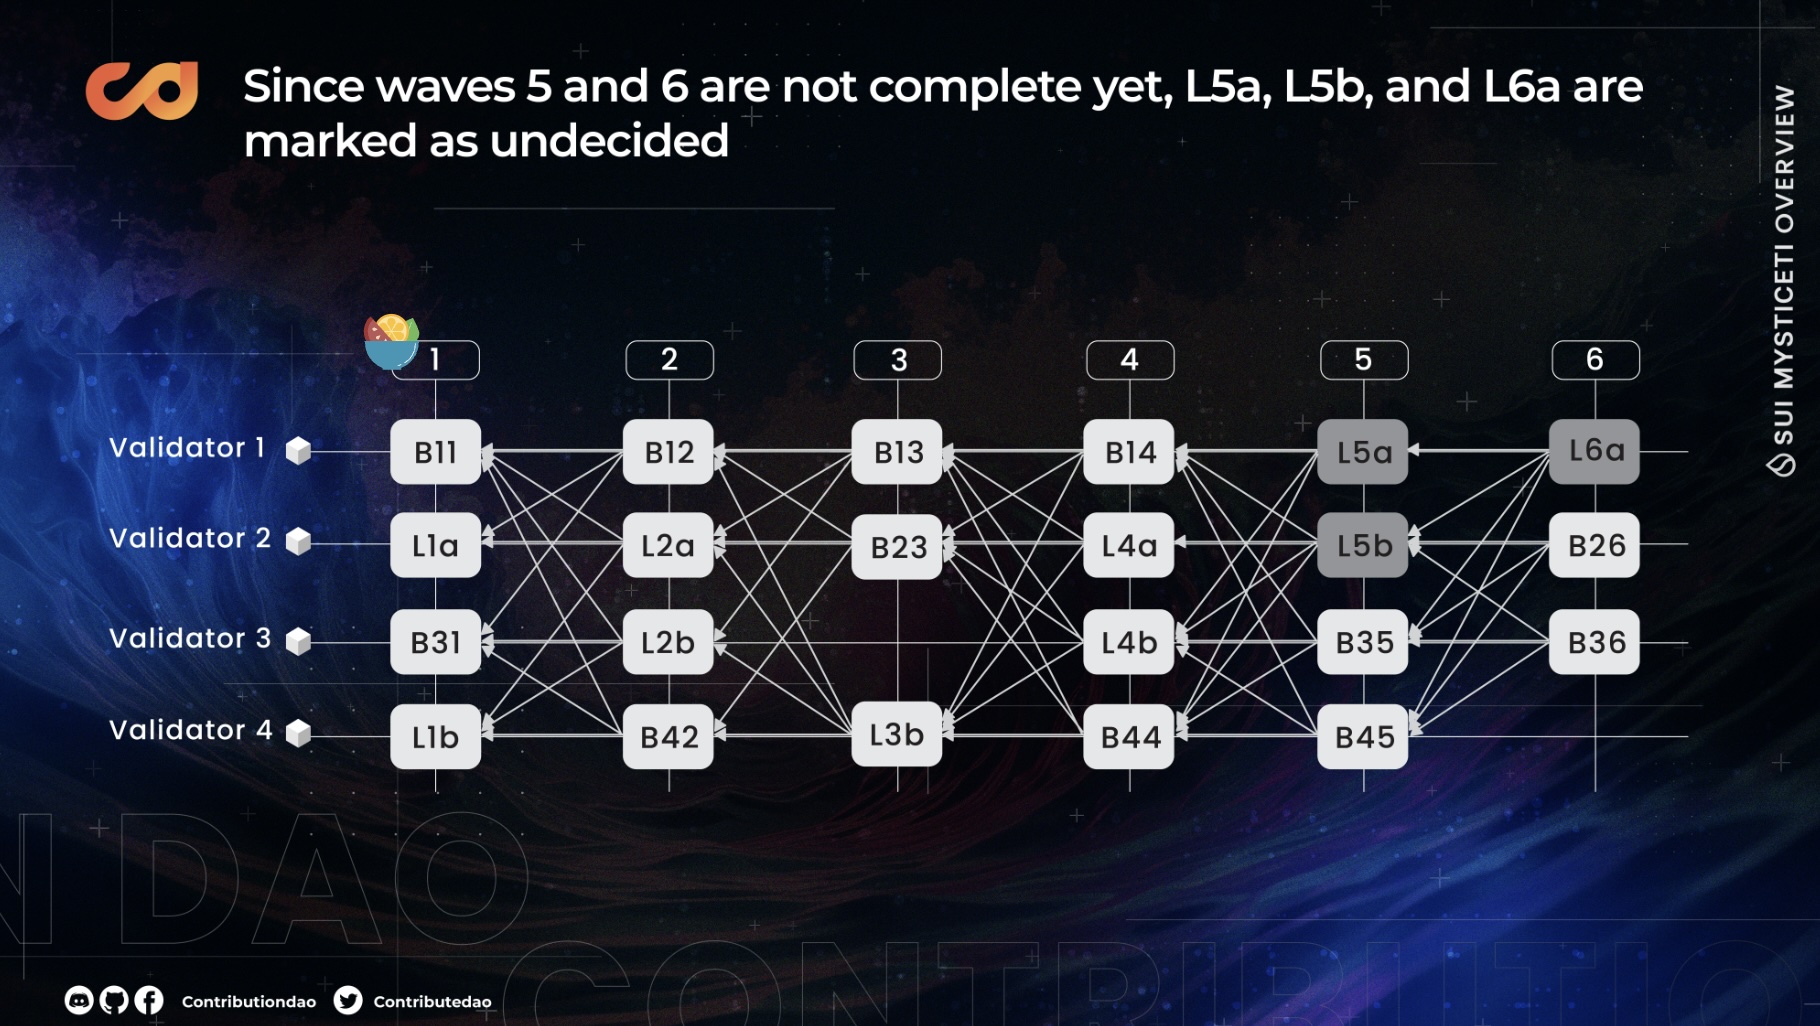 Since waves 5 and 6 are not complete yet, L5a, L5b, and L6a are
marked as undecided
SUI MYSTICETI OVERVIEW
1 2 3 4 5 6
Validator 1 B11 B12 B13 B14 L5a L6a
Validator 2 L1a L2a B23 L4a L5b B26
Validator 3 B31 L2b L4b B35 B36
Validator 4 L1b B42 L3b B44 B45
N DAO
CONTRIBUTIO
Contributiondao Contributedao